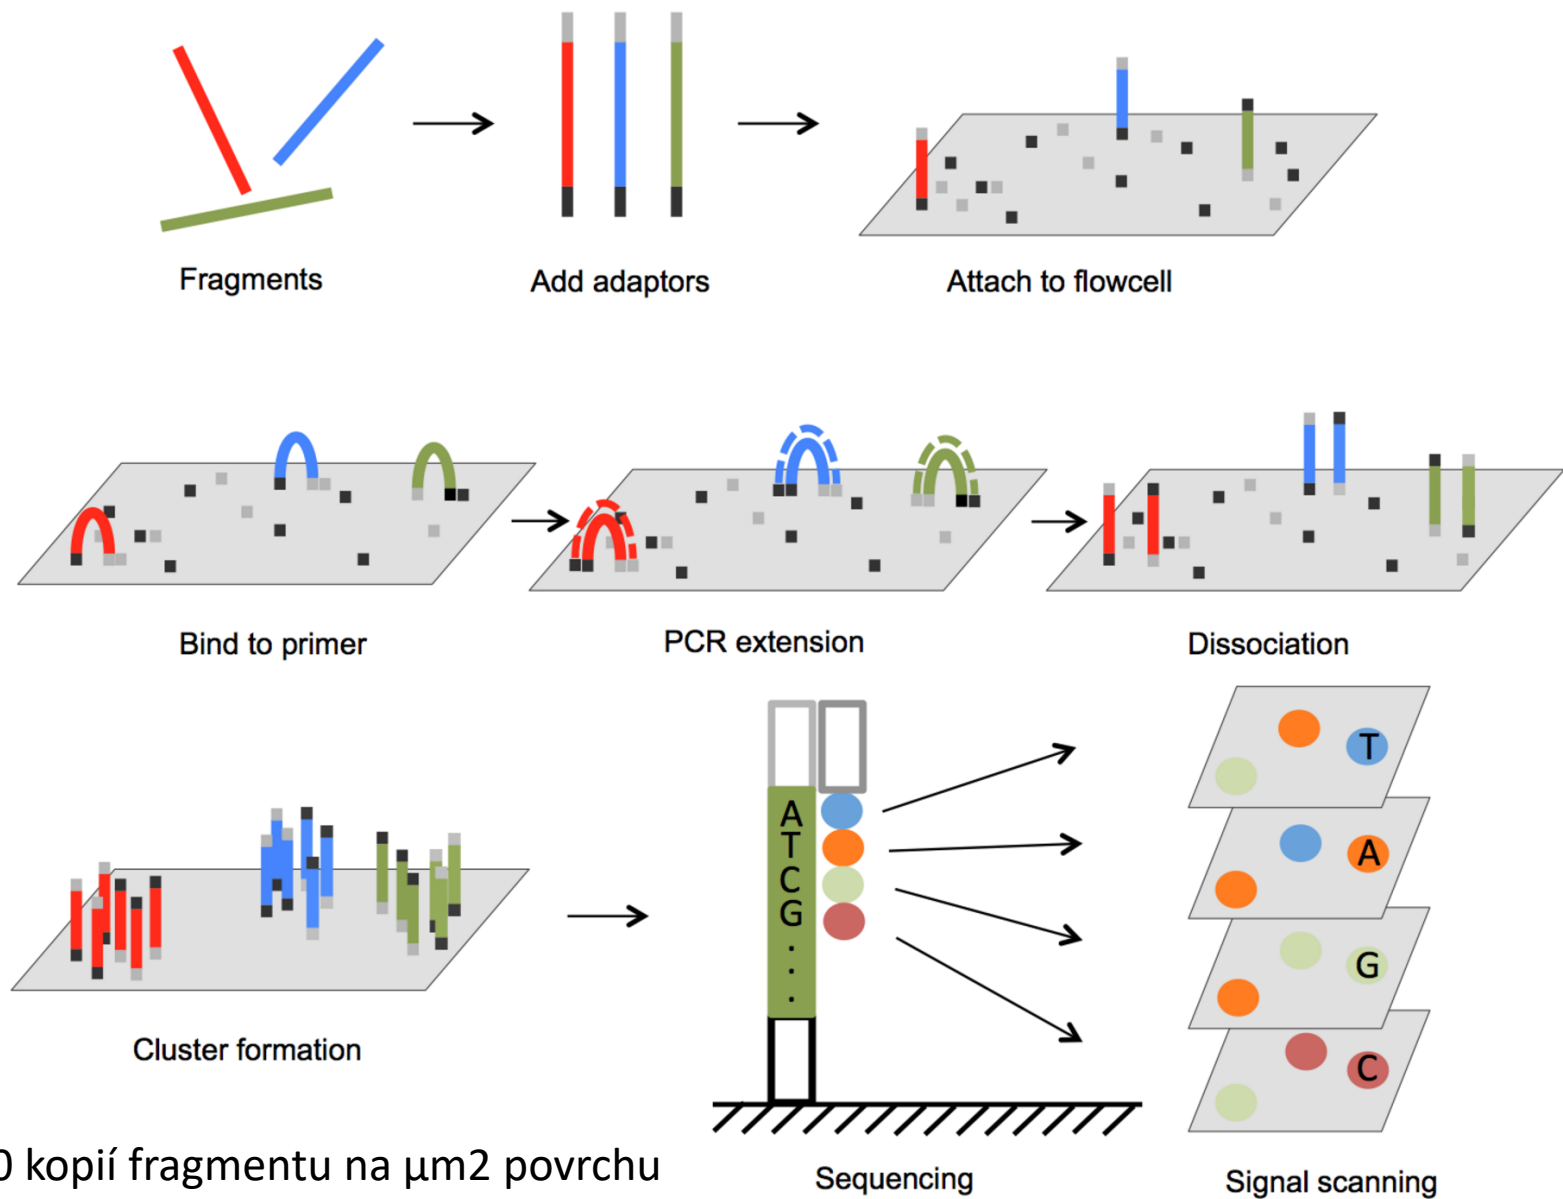 Fragments
Add adaptors
Attach to flowcell
Bind to primer
PCR extension
Dissociation
Cluster formation
A
T
C
G
.
.
.
T
A
G
C
0 kopií fragmentu na µm2 povrchu
Sequencing
Signal scanning